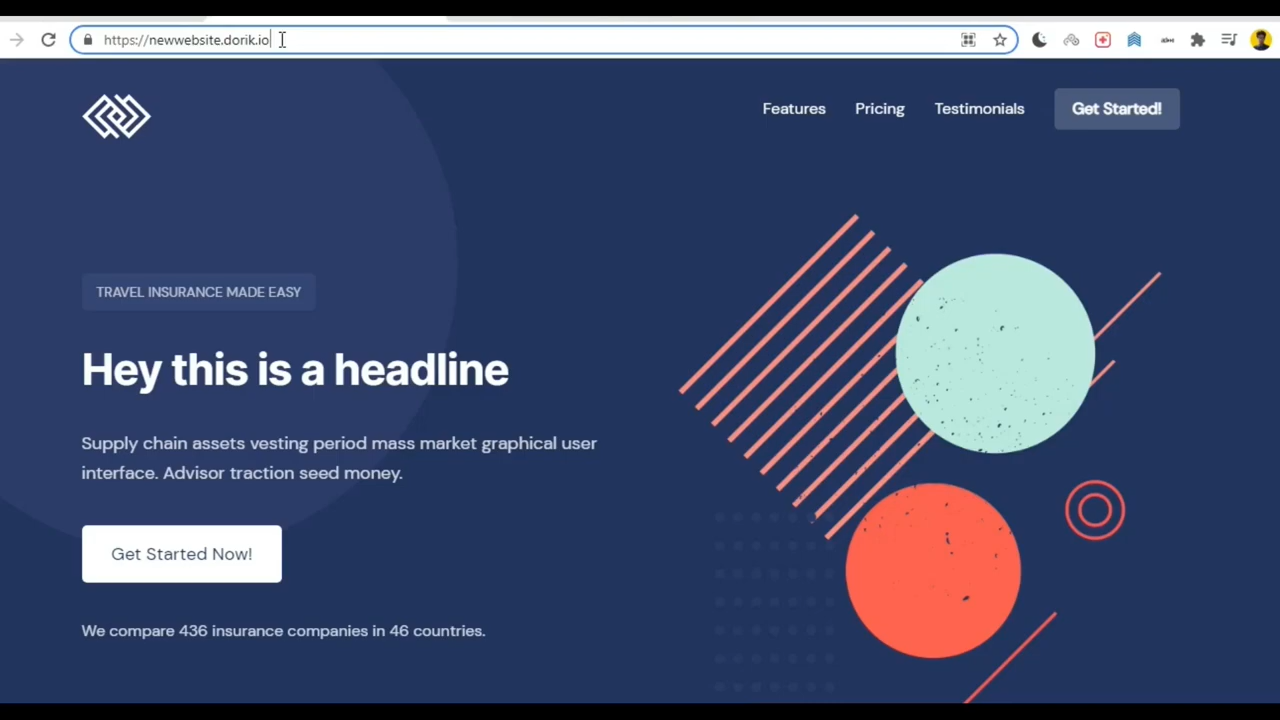 https://newwebsite.dorik.io
Features Pricing Testimonials Get Started!
TRAVEL INSURANCE MADE EASY
Hey this is a headline
Supply chain assets vesting period mass market graphical user
interface. Advisor traction seed money.
Get Started Now!
We compare 436 insurance companies in 46 countries.